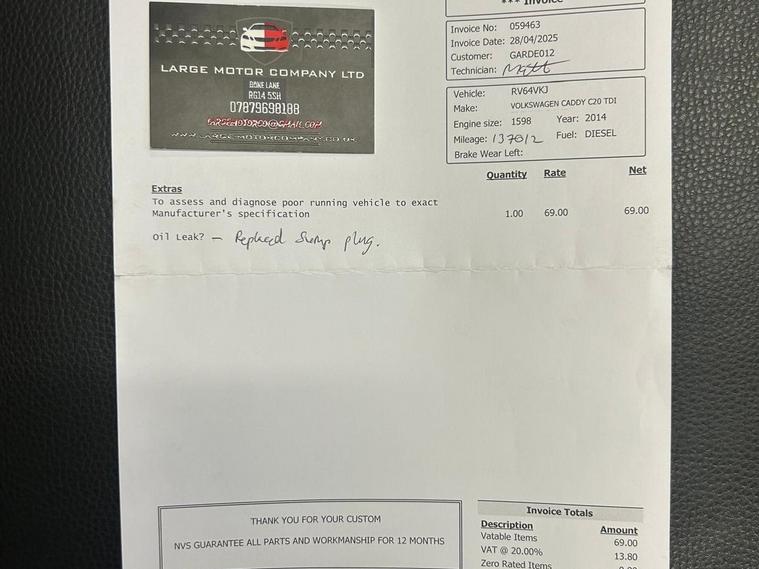 *** Invoice
LARGE MOTOR COMPANY LTD
RG14 5SH
07879698188
Invoice No: 059463
Invoice Date: 28/04/2025
Customer: GARDE012
Technician:
Vehicle: RV64VKJ
Make: VOLKSWAGEN CADDY C20 TDI
Engine size: 1598 Year: 2014
Mileage: 137012 Fuel: DIESEL
Brake Wear Left:
Quantity Rate Net
Extras
To assess and diagnose poor running vehicle to exact
Manufacturer's specification 1.00 69.00 69.00
Oil Leak? — Replaced Sump plug.
THANK YOU FOR YOUR CUSTOM
NVS GUARANTEE ALL PARTS AND WORKMANSHIP FOR 12 MONTHS
Invoice Totals
Description Amount
Vatable Items 69.00
VAT @ 20.00% 13.80
Zero Rated Items